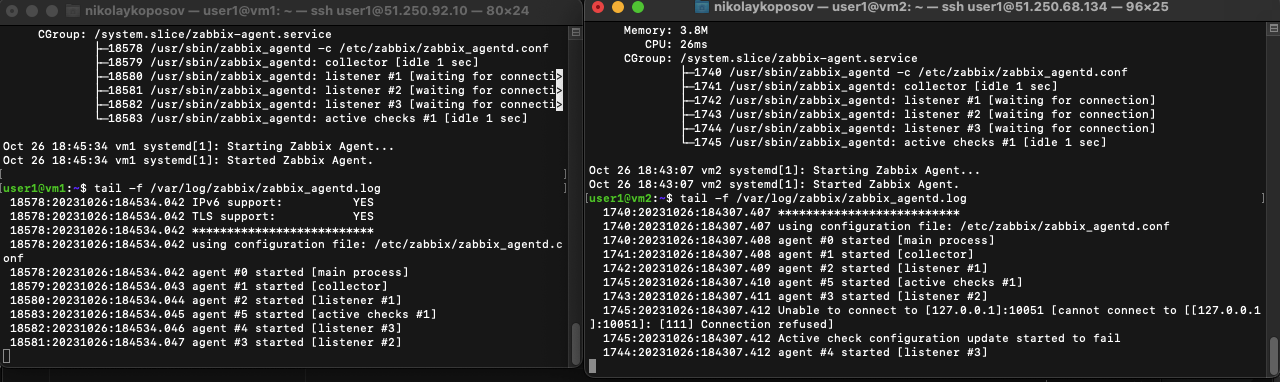 nikolaykoposov — user1@vm1: ~ — ssh user1@51.250.92.10 — 80×24
CGroup: /system.slice/zabbix-agent.service
├─18578 /usr/sbin/zabbix_agentd -c /etc/zabbix/zabbix_agentd.conf
├─18579 /usr/sbin/zabbix_agentd: collector [idle 1 sec]
├─18580 /usr/sbin/zabbix_agentd: listener #1 [waiting for connecti>
├─18581 /usr/sbin/zabbix_agentd: listener #2 [waiting for connecti>
├─18582 /usr/sbin/zabbix_agentd: listener #3 [waiting for connecti>
└─18583 /usr/sbin/zabbix_agentd: active checks #1 [idle 1 sec]
Oct 26 18:45:34 vm1 systemd[1]: Starting Zabbix Agent...
Oct 26 18:45:34 vm1 systemd[1]: Started Zabbix Agent.
[user1@vm1:~$ tail -f /var/log/zabbix/zabbix_agentd.log ]
18578:20231026:184534.042 IPv6 support: YES
18578:20231026:184534.042 TLS support: YES
18578:20231026:184534.042 **************************
18578:20231026:184534.042 using configuration file: /etc/zabbix/zabbix_agentd.c
onf
18578:20231026:184534.042 agent #0 started [main process]
18579:20231026:184534.043 agent #1 started [collector]
18580:20231026:184534.044 agent #2 started [listener #1]
18583:20231026:184534.045 agent #5 started [active checks #1]
18582:20231026:184534.046 agent #4 started [listener #3]
18581:20231026:184534.047 agent #3 started [listener #2]
nikolaykoposov — user1@vm2: ~ — ssh user1@51.250.68.134 — 96×25
Memory: 3.8M
CPU: 26ms
CGroup: /system.slice/zabbix-agent.service
├─1740 /usr/sbin/zabbix_agentd -c /etc/zabbix/zabbix_agentd.conf
├─1741 /usr/sbin/zabbix_agentd: collector [idle 1 sec]
├─1742 /usr/sbin/zabbix_agentd: listener #1 [waiting for connection]
├─1743 /usr/sbin/zabbix_agentd: listener #2 [waiting for connection]
├─1744 /usr/sbin/zabbix_agentd: listener #3 [waiting for connection]
└─1745 /usr/sbin/zabbix_agentd: active checks #1 [idle 1 sec]
Oct 26 18:43:07 vm2 systemd[1]: Starting Zabbix Agent...
Oct 26 18:43:07 vm2 systemd[1]: Started Zabbix Agent.
[user1@vm2:~$ tail -f /var/log/zabbix/zabbix_agentd.log ]
1740:20231026:184307.407 **************************
1740:20231026:184307.407 using configuration file: /etc/zabbix/zabbix_agentd.conf
1740:20231026:184307.408 agent #0 started [main process]
1741:20231026:184307.408 agent #1 started [collector]
1742:20231026:184307.409 agent #2 started [listener #1]
1745:20231026:184307.410 agent #5 started [active checks #1]
1743:20231026:184307.411 agent #3 started [listener #2]
1745:20231026:184307.412 Unable to connect to [127.0.0.1]:10051 [cannot connect to [[127.0.0.1
]:10051]: [111] Connection refused]
1745:20231026:184307.412 Active check configuration update started to fail
1744:20231026:184307.412 agent #4 started [listener #3]